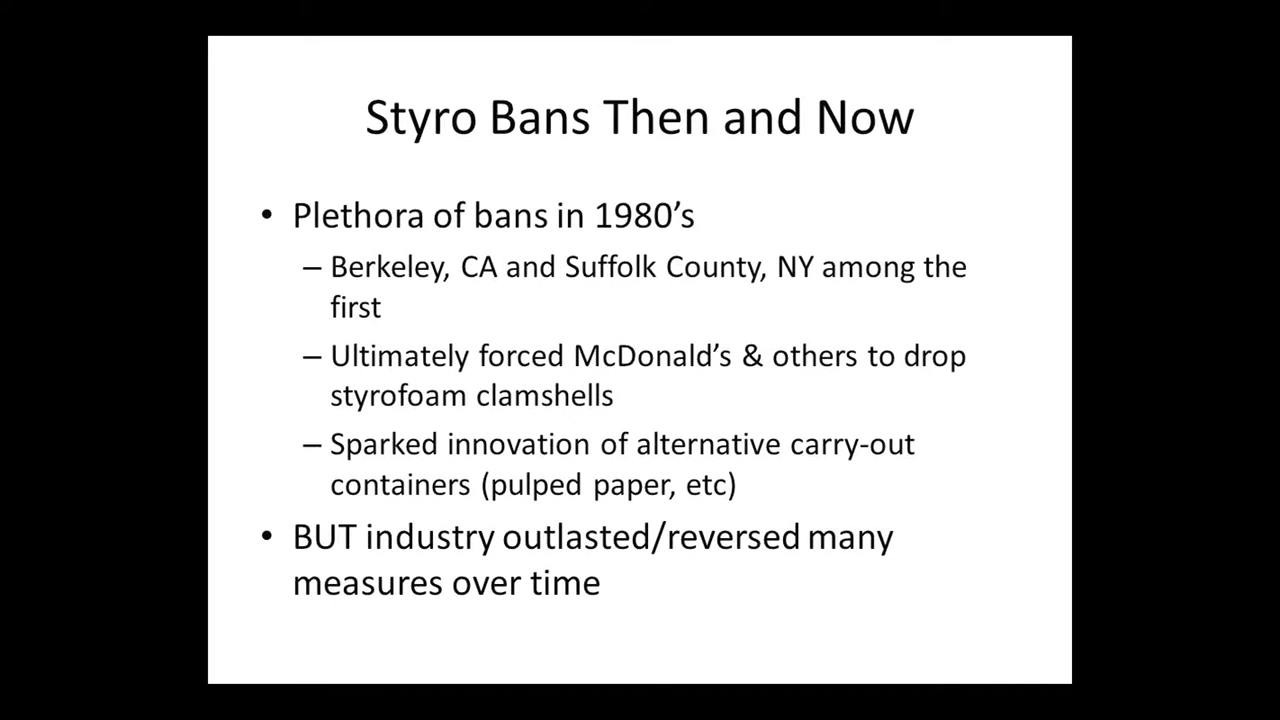 Styro Bans Then and Now
• Plethora of bans in 1980’s
– Berkeley, CA and Suffolk County, NY among the
first
– Ultimately forced McDonald’s & others to drop
styrofoam clamshells
– Sparked innovation of alternative carry-out
containers (pulped paper, etc)
• BUT industry outlasted/reversed many
measures over time